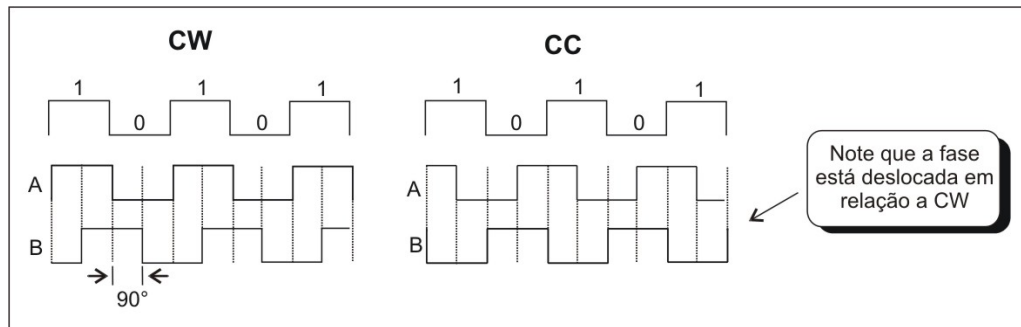 CW
1 1 1
0 0
A
B
90°
CC
1 1 1
0 0
A
B
Note que a fase
está deslocada em
relação a CW